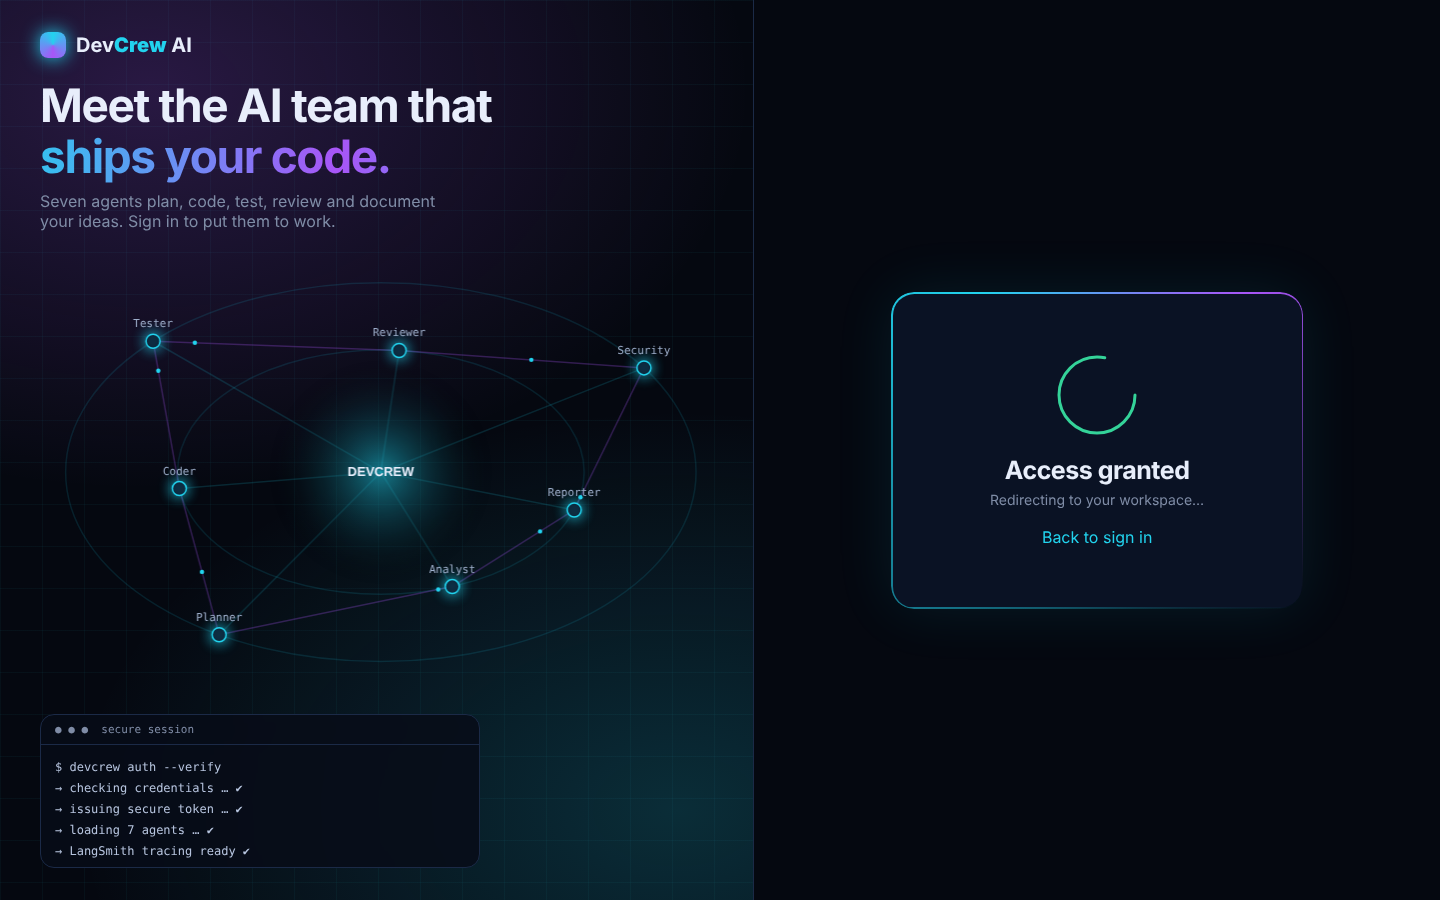 DevCrew AI
Meet the AI team that
ships your code.
Seven agents plan, code, test, review and document
your ideas. Sign in to put them to work.
Tester
Reviewer
Security
Coder
DEVCREW
Reporter
Analyst
Planner
secure session
$ devcrew auth --verify
→ checking credentials … ✔
→ issuing secure token … ✔
→ loading 7 agents … ✔
→ LangSmith tracing ready ✔
Access granted
Redirecting to your workspace...
Back to sign in